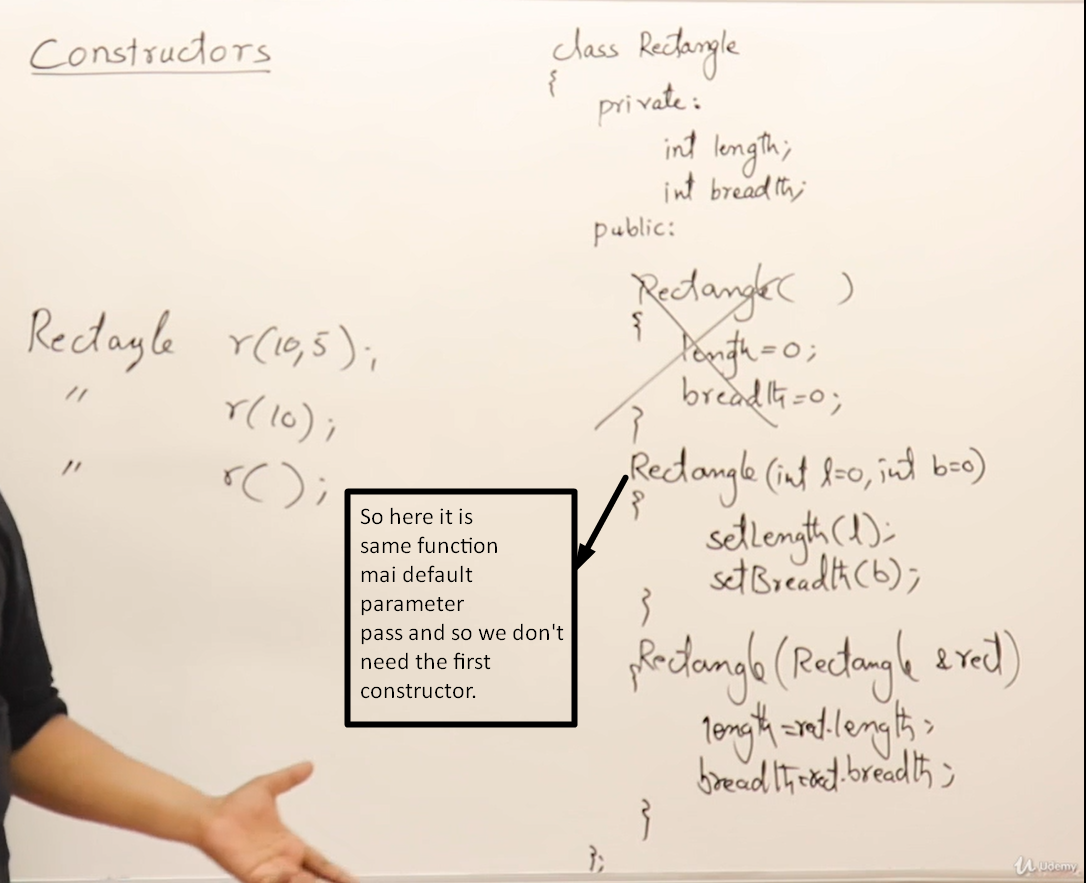 Constructors
Rectangle r(10,5);
" r(10);
" r();
So here it is
same function
mai default
parameter
pass and so we don't
need the first
constructor.
class Rectangle
{
private:
int length;
int breadth;
public:
Rectangle( )
{
length=0;
breadth=0;
}
Rectangle(int l=0, int b=0)
{
setLength(l);
setBreadth(b);
}
Rectangle(Rectangle &rect)
{
length=rect.length;
breadth=rect.breadth;
}
};
Udemy